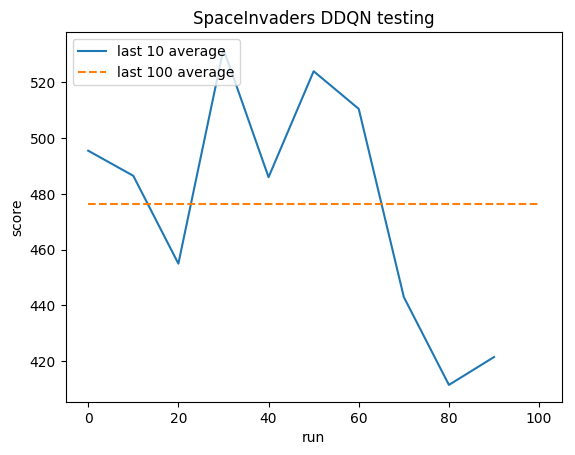 SpaceInvaders DDQN testing
last 10 average
last 100 average
520
500
480
460
440
420
score
0 20 40 60 80 100
run